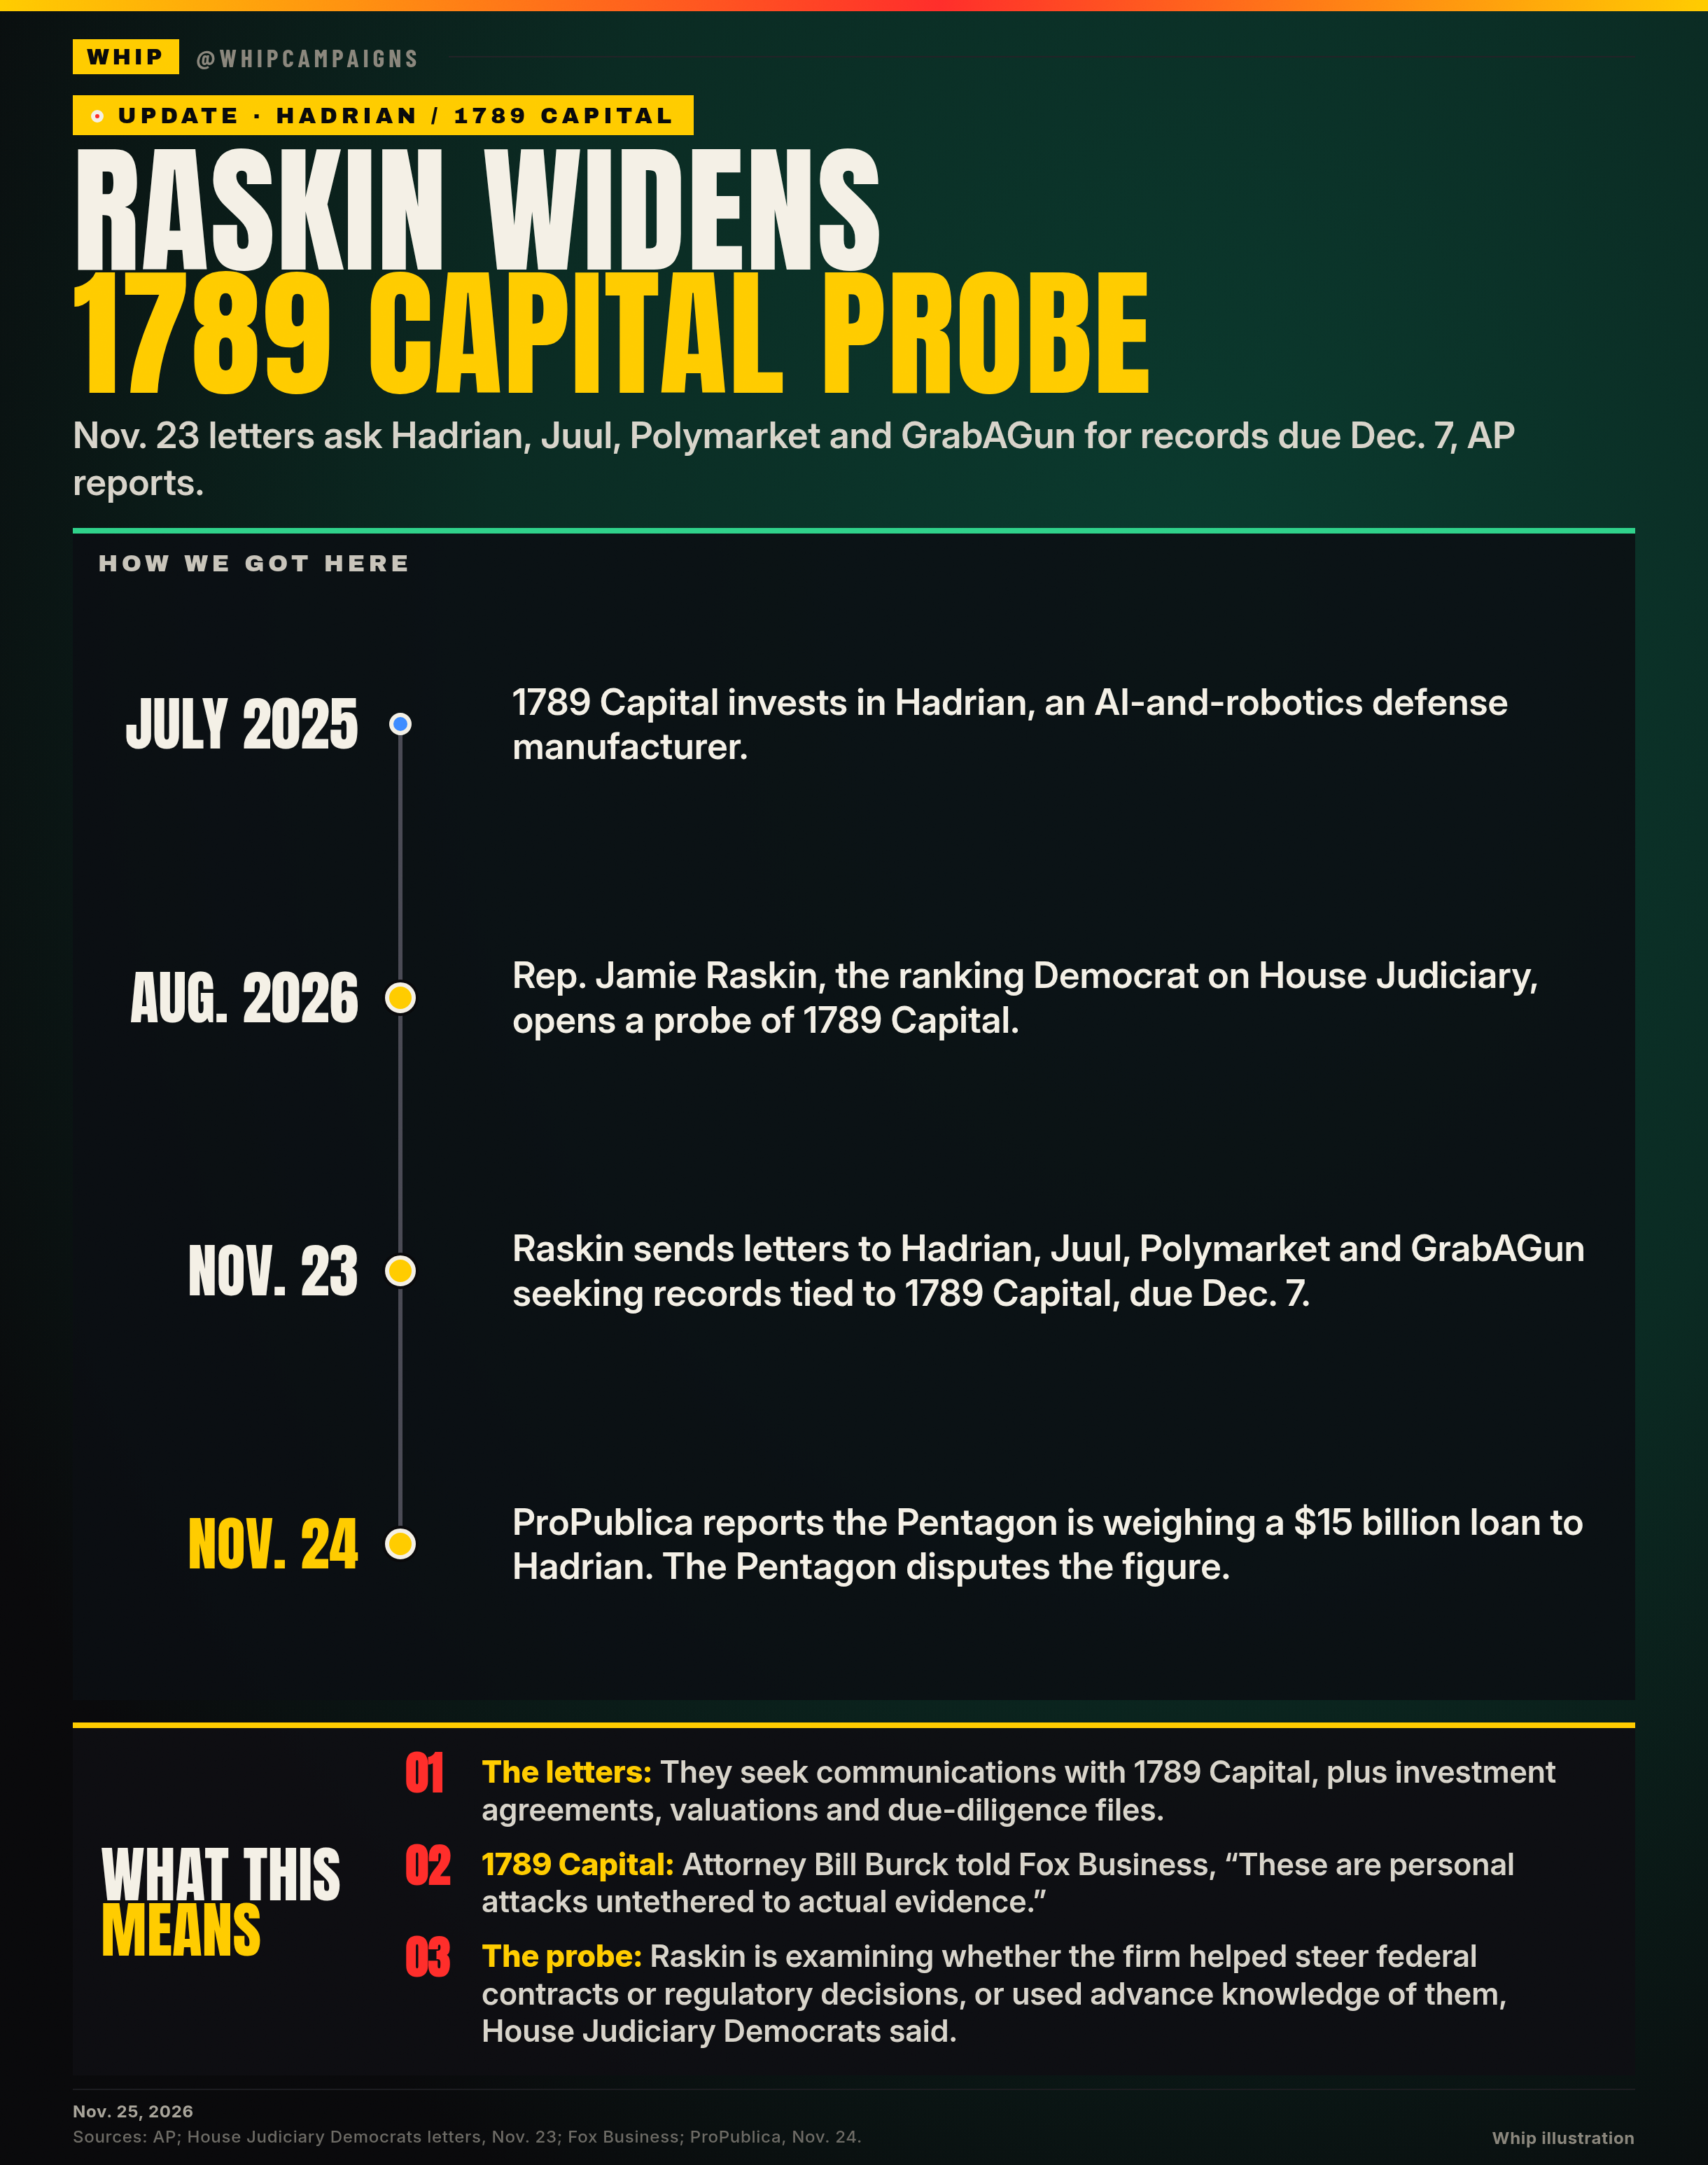 WHIP @WHIPCAMPAIGNS
UPDATE · HADRIAN / 1789 CAPITAL
RASKIN WIDENS
1789 CAPITAL PROBE
Nov. 23 letters ask Hadrian, Juul, Polymarket and GrabAGun for records due Dec. 7, AP
reports.
HOW WE GOT HERE
JULY 2025
1789 Capital invests in Hadrian, an AI-and-robotics defense
manufacturer.
AUG. 2026
Rep. Jamie Raskin, the ranking Democrat on House Judiciary,
opens a probe of 1789 Capital.
NOV. 23
Raskin sends letters to Hadrian, Juul, Polymarket and GrabAGun
seeking records tied to 1789 Capital, due Dec. 7.
NOV. 24
ProPublica reports the Pentagon is weighing a $15 billion loan to
Hadrian. The Pentagon disputes the figure.
WHAT THIS
MEANS
01 The letters: They seek communications with 1789 Capital, plus investment
agreements, valuations and due-diligence files.
02 1789 Capital: Attorney Bill Burck told Fox Business, “These are personal
attacks untethered to actual evidence.”
03 The probe: Raskin is examining whether the firm helped steer federal
contracts or regulatory decisions, or used advance knowledge of them,
House Judiciary Democrats said.
Nov. 25, 2026
Sources: AP; House Judiciary Democrats letters, Nov. 23; Fox Business; ProPublica, Nov. 24.
Whip illustration